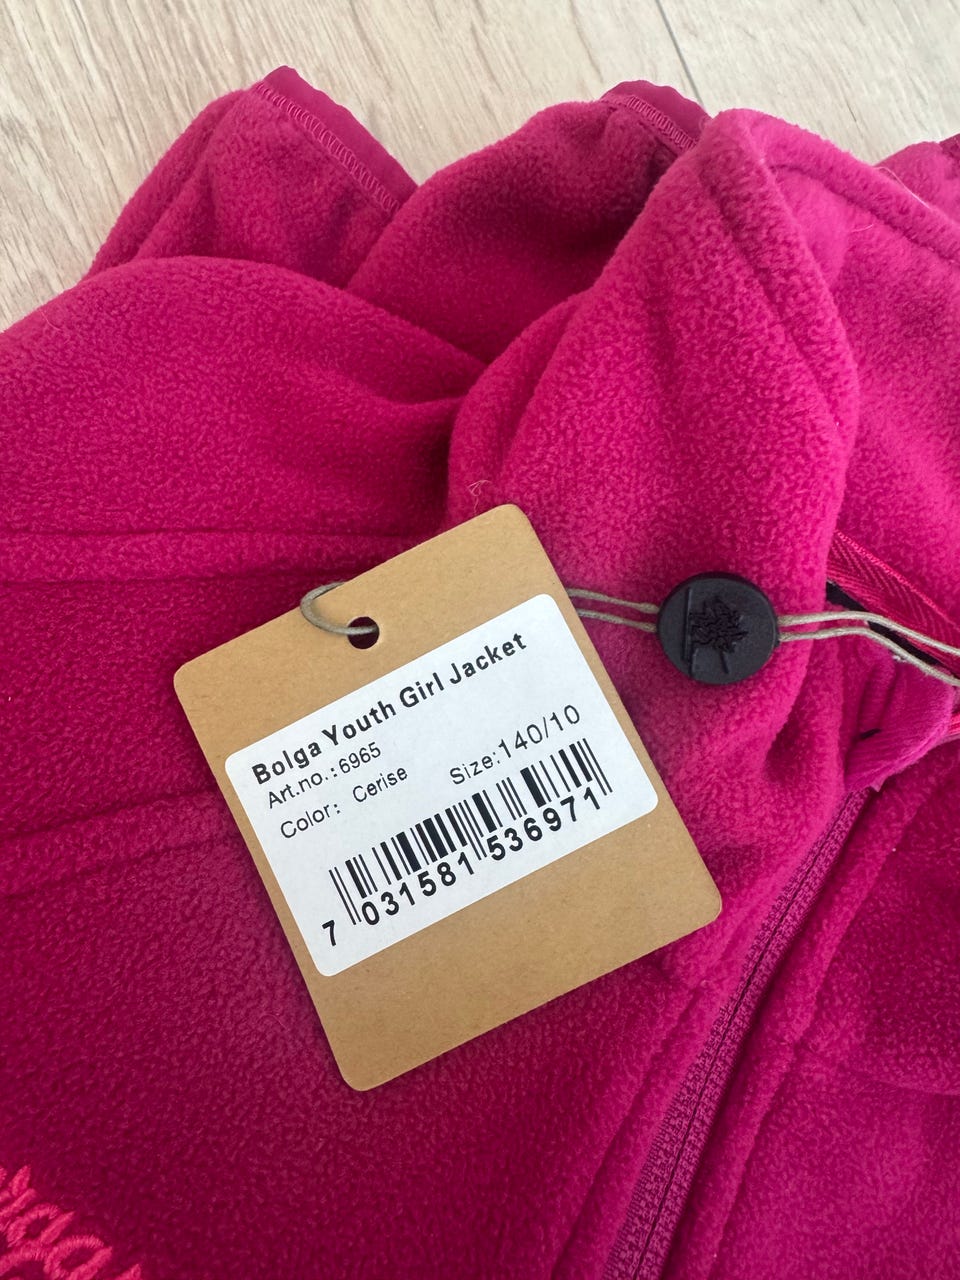 Bolga Youth Girl Jacket
Art.no.:6965
Color: Cerise Size:140/10
7 031581 536971